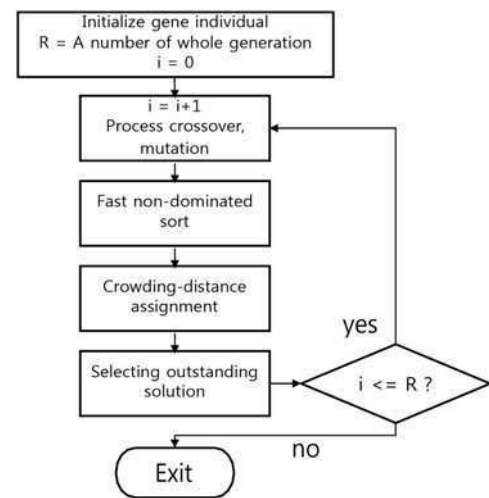 Initialize gene individual
R = A number of whole generation
i = 0
i = i+1
Process crossover,
mutation
Fast non-dominated
sort
Crowding-distance
assignment
Selecting outstanding
solution
yes
i <= R ?
no
Exit